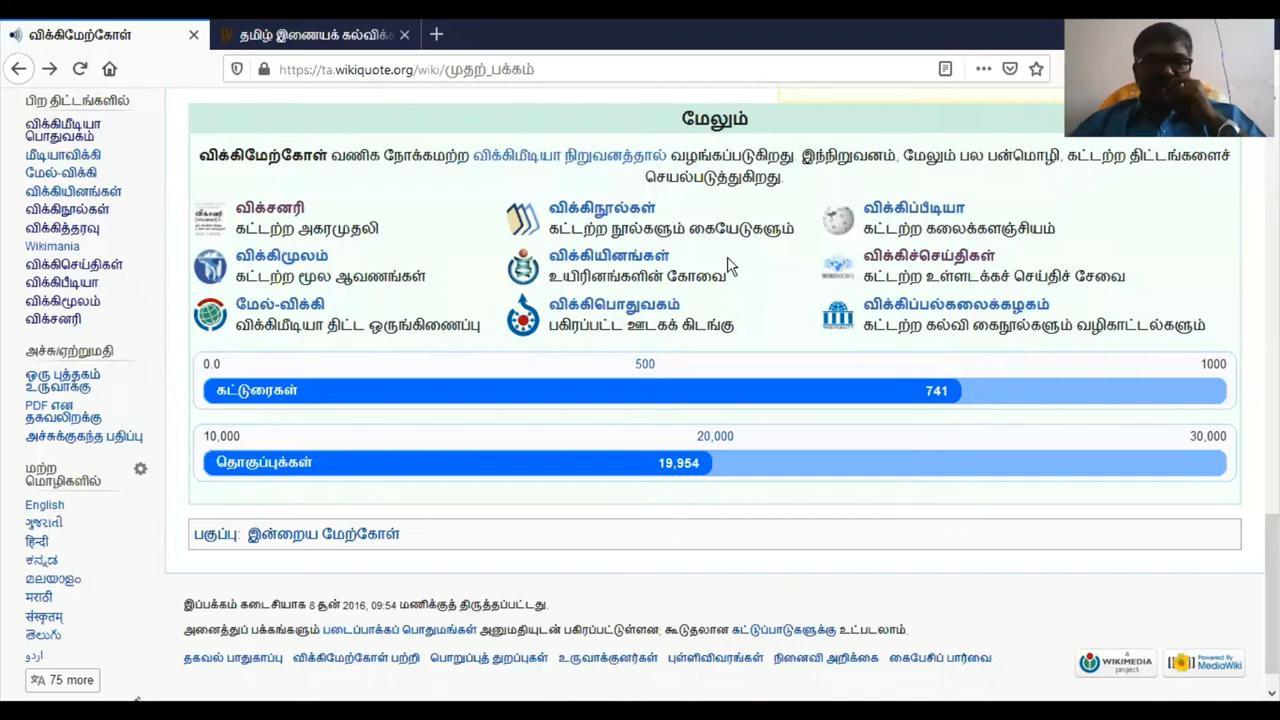 விக்கிமேற்கோள்
தமிழ் இணையக் கல்விக்
https://ta.wikiquote.org/wiki/முதற்_பக்கம்
பிற திட்டங்களில்
விக்கிமீடியா
பொதுவகம்
மீடியாவிக்கி
மேல்-விக்கி
விக்கியினங்கள்
விக்கிநூல்கள்
விக்கித்தரவு
Wikimania
விக்கிசெய்திகள்
விக்கிபீடியா
விக்கிமூலம்
விக்சனரி
அச்சு/ஏற்றுமதி
ஒரு புத்தகம்
உருவாக்கு
PDF என
தகவலிறக்கு
அச்சுக்குகந்த பதிப்பு
மற்ற
மொழிகளில்
English
ગુજરાતી
हिन्दी
ಕನ್ನಡ
മലയാളം
मराठी
संस्कृतम्
తెలుగు
اردو
75 more
மேலும்
விக்கிமேற்கோள் வணிக நோக்கமற்ற விக்கிமீடியா நிறுவனத்தால் வழங்கப்படுகிறது. இந்நிறுவனம், மேலும் பல பன்மொழி, கட்டற்ற திட்டங்களைச்
செயல்படுத்துகிறது.
விக்சனரி
கட்டற்ற அகரமுதலி
விக்கிநூல்கள்
கட்டற்ற நூல்களும் கையேடுகளும்
விக்கிப்பீடியா
கட்டற்ற கலைக்களஞ்சியம்
விக்கிமூலம்
கட்டற்ற மூல ஆவணங்கள்
விக்கியினங்கள்
உயிரினங்களின் கோவை
விக்கிச்செய்திகள்
கட்டற்ற உள்ளடக்கச் செய்திச் சேவை
மேல்-விக்கி
விக்கிமீடியா திட்ட ஒருங்கிணைப்பு
விக்கிபொதுவகம்
பகிரப்பட்ட ஊடகக் கிடங்கு
விக்கிப்பல்கலைக்கழகம்
கட்டற்ற கல்வி கைநூல்களும் வழிகாட்டல்களும்
0.0 500 1000
கட்டுரைகள் 741
10,000 20,000 30,000
தொகுப்புக்கள் 19,954
பகுப்பு: இன்றைய மேற்கோள்
இப்பக்கம் கடைசியாக 8 சூன் 2016, 09:54 மணிக்குத் திருத்தப்பட்டது.
அனைத்துப் பக்கங்களும் படைப்பாக்கப் பொதுமங்கள் அனுமதியுடன் பகிரப்பட்டுள்ளன; கூடுதலான கட்டுப்பாடுகளுக்கு உட்படலாம்.
தகவல் பாதுகாப்பு விக்கிமேற்கோள் பற்றி பொறுப்புத் துறப்புகள் உருவாக்குனர்கள் புள்ளிவிவரங்கள் நினைவி அறிக்கை கைபேசிப் பார்வை
A WIKIMEDIA project
Powered By MediaWiki